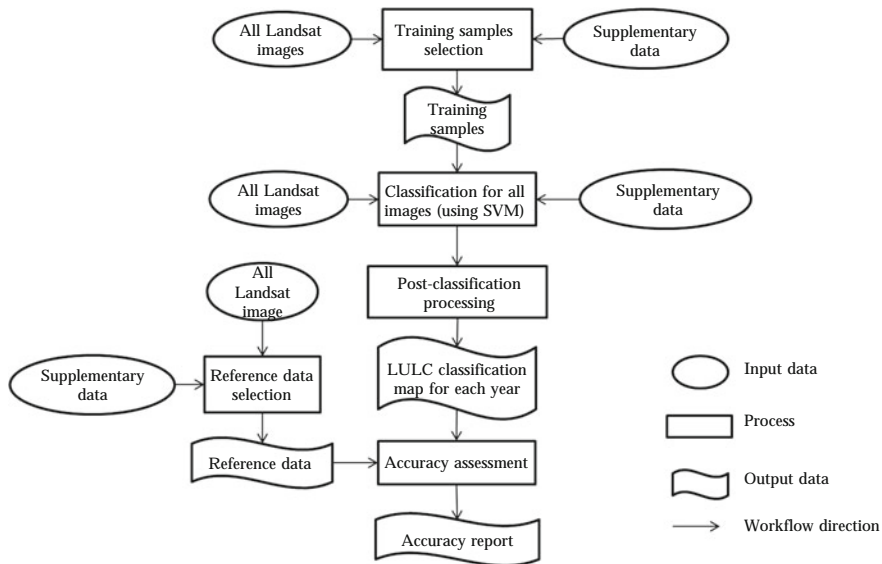 All Landsat
images
Training samples
selection
Supplementary
data
Training
samples
All Landsat
images
Classification for all
images (using SVM)
Supplementary
data
All
Landsat
image
Post-classification
processing
Supplementary
data
Reference data
selection
LULC classification
map for each year
Reference data
Accuracy assessment
Accuracy report
Input data
Process
Output data
Workflow direction